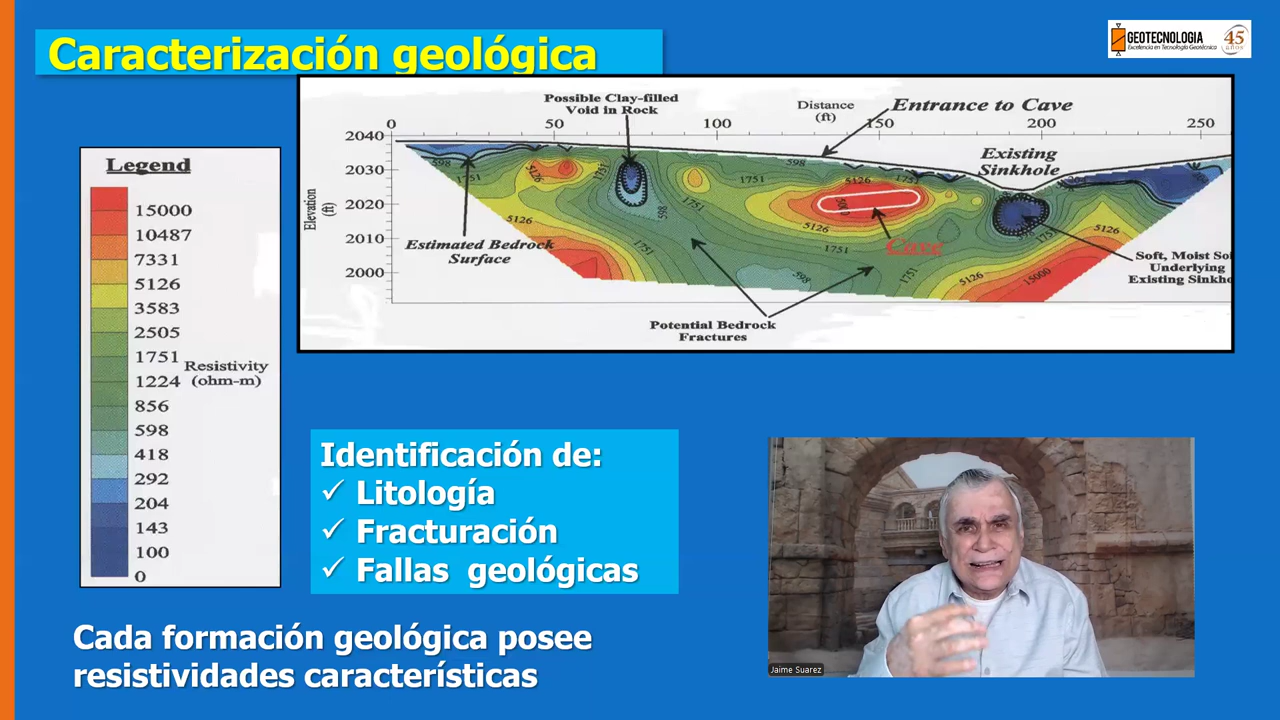 Caracterización geológica
GEOTECNOLOGIA
Excelencia en Tecnología Geotécnica
45
años
Legend
15000
10487
7331
5126
3583
2505
1751
1224
856
598
418
292
204
143
100
0
Resistivity
(ohm-m)
Possible Clay-filled
Void in Rock
Distance
(ft)
Entrance to Cave
0 50 100 150 200 250
Existing
Sinkhole
2040
2030
2020
2010
2000
Elevation
(ft)
598
1751
5126
1751
598
1751
5126
1751
5126
598
1751
5126
1751
5126
1751
5126
1751
598
1751
5126
15000
Cave
Estimated Bedrock
Surface
Soft, Moist So
Underlying
Existing Sinkho
Potential Bedrock
Fractures
Identificación de:
✓ Litología
✓ Fracturación
✓ Fallas geológicas
Cada formación geológica posee
resistividades características
Jaime Suarez